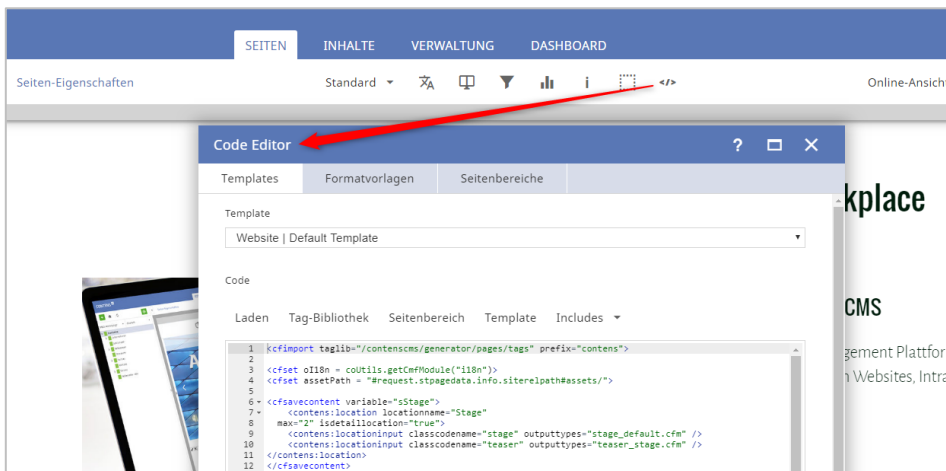 SEITEN INHALTE VERWALTUNG DASHBOARD
Seiten-Eigenschaften Standard i </> Online-Ansich
Code Editor ?
Templates Formatvorlagen Seitenbereiche
kplace
Template
Website | Default Template
Code
CMS
Laden Tag-Bibliothek Seitenbereich Template Includes
1 <cfimport taglib="/contenscms/generator/pages/tags" prefix="contens">
gement Plattfor
2
3 <cfset oI18n = coUtils.getCmfModule("i18n")>
n Websites, Intra
4 <cfset assetPath = "#request.stpagedata.info.siterelpath#assets/">
5
6 <cfsavecontent variable="sStage">
7 <contens:location locationname="Stage"
8 max="2" isdetaillocation="true">
9 <contens:locationinput classcodename="stage" outputtypes="stage_default.cfm" />
10 <contens:locationinput classcodename="teaser" outputtypes="teaser_stage.cfm" />
11 </contens:location>
12 </cfsavecontent>